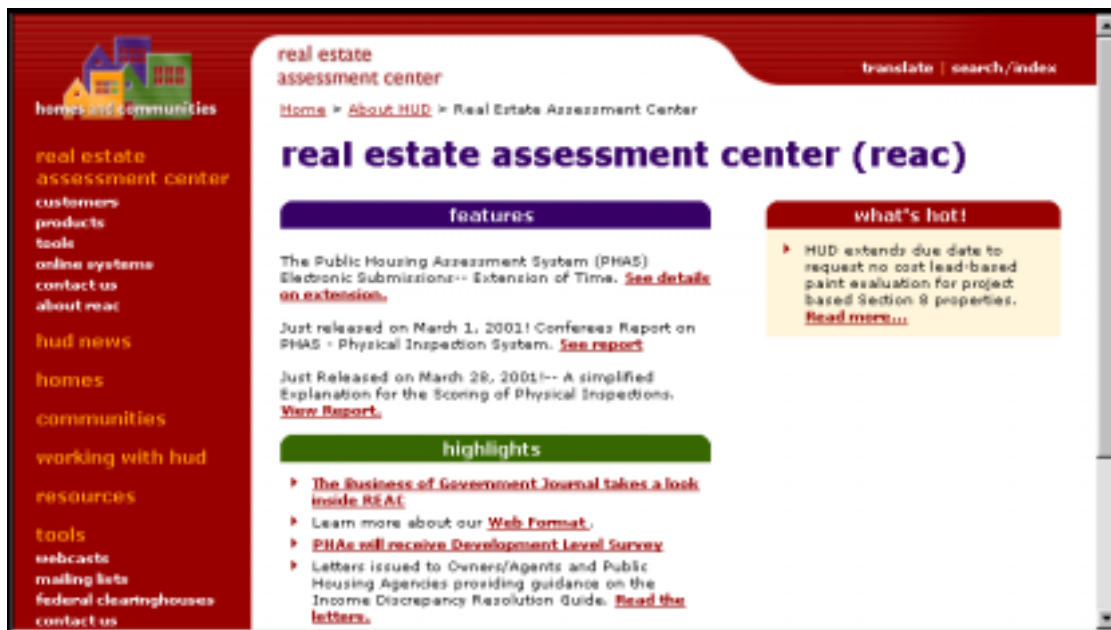 homes and communities
real estate
assessment center
customers
products
tools
online systems
contact us
about reac
hud news
homes
communities
working with hud
resources
tools
webcasts
mailing lists
federal clearinghouses
contact us
real estate
assessment center
translate | search/index
Home > About HUD > Real Estate Assessment Center
real estate assessment center (reac)
features
The Public Housing Assessment System (PHAS)
Electronic Submissions-- Extension of Time. See details
on extension.
Just released on March 1, 2001! Conferees Report on
PHAS - Physical Inspection System. See report
Just Released on March 28, 2001!-- A simplified
Explanation for the Scoring of Physical Inspections.
View Report.
highlights
The Business of Government Journal takes a look
inside REAC
Learn more about our Web Format .
PHAs will receive Development Level Survey
Letters issued to Owners/Agents and Public
Housing Agencies providing guidance on the
Income Discrepancy Resolution Guide. Read the
letters.
what's hot!
HUD extends due date to
request no cost lead-based
paint evaluation for project
based Section 8 properties.
Read more...